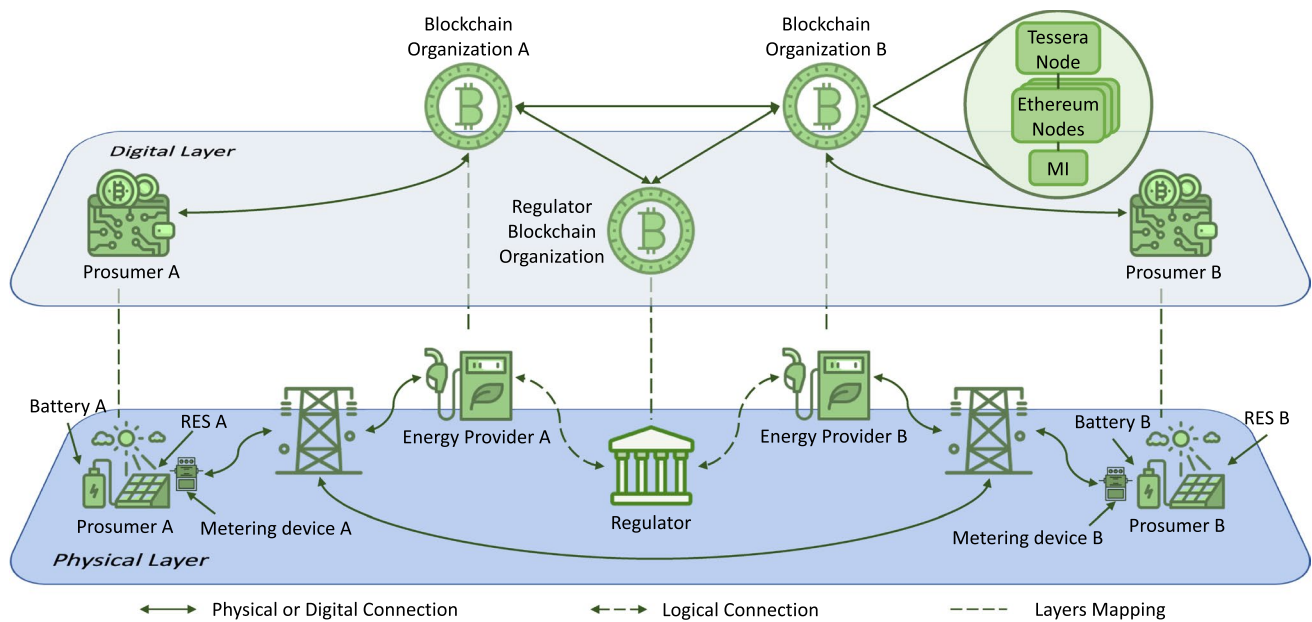 Blockchain
Organization A
Blockchain
Organization B
Tessera
Node
Ethereum
Nodes
MI
Digital Layer
Prosumer A
Regulator
Blockchain
Organization
Prosumer B
Battery A
RES A
Energy Provider A
Energy Provider B
Battery B
RES B
Prosumer A
Metering device A
Regulator
Metering device B
Prosumer B
Physical Layer
Physical or Digital Connection
Logical Connection
Layers Mapping